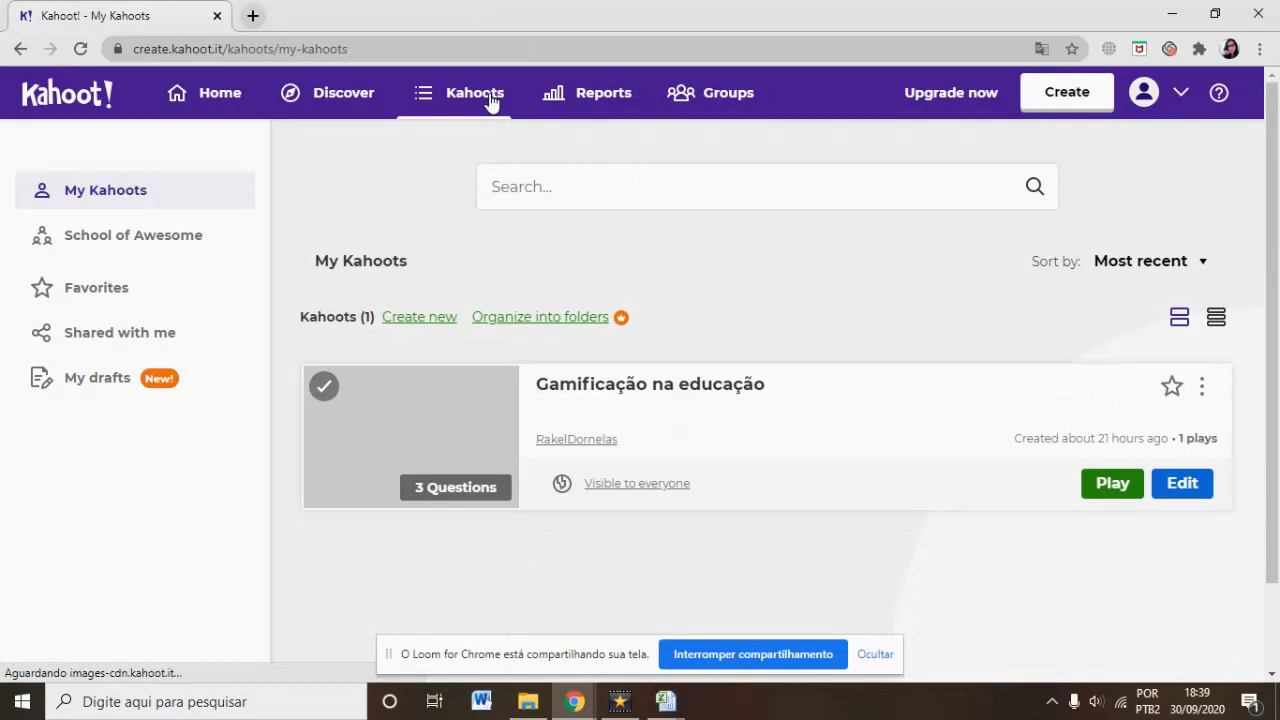 K! Kahoot! - My Kahoots
create.kahoot.it/kahoots/my-kahoots
Kahoot! Home Discover Kahoots Reports Groups Upgrade now Create
My Kahoots
School of Awesome
Favorites
Shared with me
My drafts New!
Search...
My Kahoots
Sort by: Most recent
Kahoots (1) Create new Organize into folders
Gamificação na educação
RakelDornelas
Created about 21 hours ago • 1 plays
3 Questions
Visible to everyone
Play Edit
O Loom for Chrome está compartilhando sua tela. Interromper compartilhamento Ocultar
Aguardando images-cdn.kahoot.it...
Digite aqui para pesquisar
POR
PTB2
18:39
30/09/2020
1